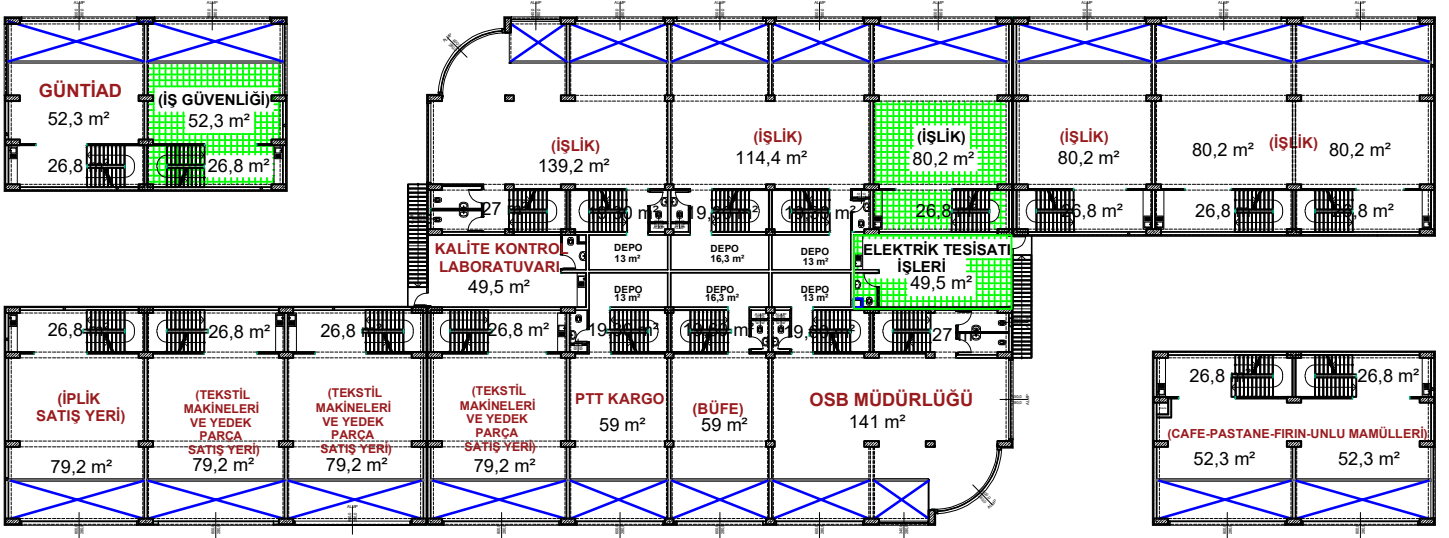 GÜNTİAD
52,3 m²
26,8
(İŞ GÜVENLİĞİ)
52,3 m²
26,8 m²
(İŞLİK)
139,2 m²
(İŞLİK)
114,4 m²
(İŞLİK)
80,2 m²
(İŞLİK)
80,2 m²
(İŞLİK)
80,2 m²
80,2 m²
27
26,8
26,8 m²
26,8
KALİTE KONTROL
LABORATUVARI
49,5 m²
DEPO
13 m²
DEPO
16,3 m²
DEPO
13 m²
ELEKTRİK TESİSATI
İŞLERİ
49,5 m²
DEPO
13 m²
DEPO
16,3 m²
DEPO
13 m²
26,8
26,8 m²
26,8
26,8 m²
27
(İPLİK
SATIŞ YERİ)
79,2 m²
(TEKSTİL
MAKİNELERİ
VE YEDEK
PARÇA
SATIŞ YERİ)
79,2 m²
(TEKSTİL
MAKİNELERİ
VE YEDEK
PARÇA
SATIŞ YERİ)
79,2 m²
(TEKSTİL
MAKİNELERİ
VE YEDEK
PARÇA
SATIŞ YERİ)
79,2 m²
PTT KARGO
59 m²
(BÜFE)
59 m²
OSB MÜDÜRLÜĞÜ
141 m²
26,8
26,8 m²
(CAFE-PASTANE-FIRIN-UNLU MAMÜLLERİ)
52,3 m²
52,3 m²